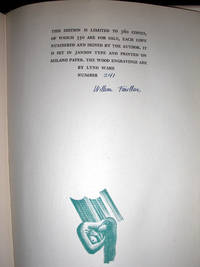 THIS EDITION IS LIMITED TO 360 COPIES,
OF WHICH 350 ARE FOR SALE, EACH COPY
NUMBERED AND SIGNED BY THE AUTHOR. IT
IS SET IN JANSON TYPE AND PRINTED ON
MILANO PAPER. THE WOOD ENGRAVINGS ARE
BY LYND WARD
NUMBER 241
William Faulkner